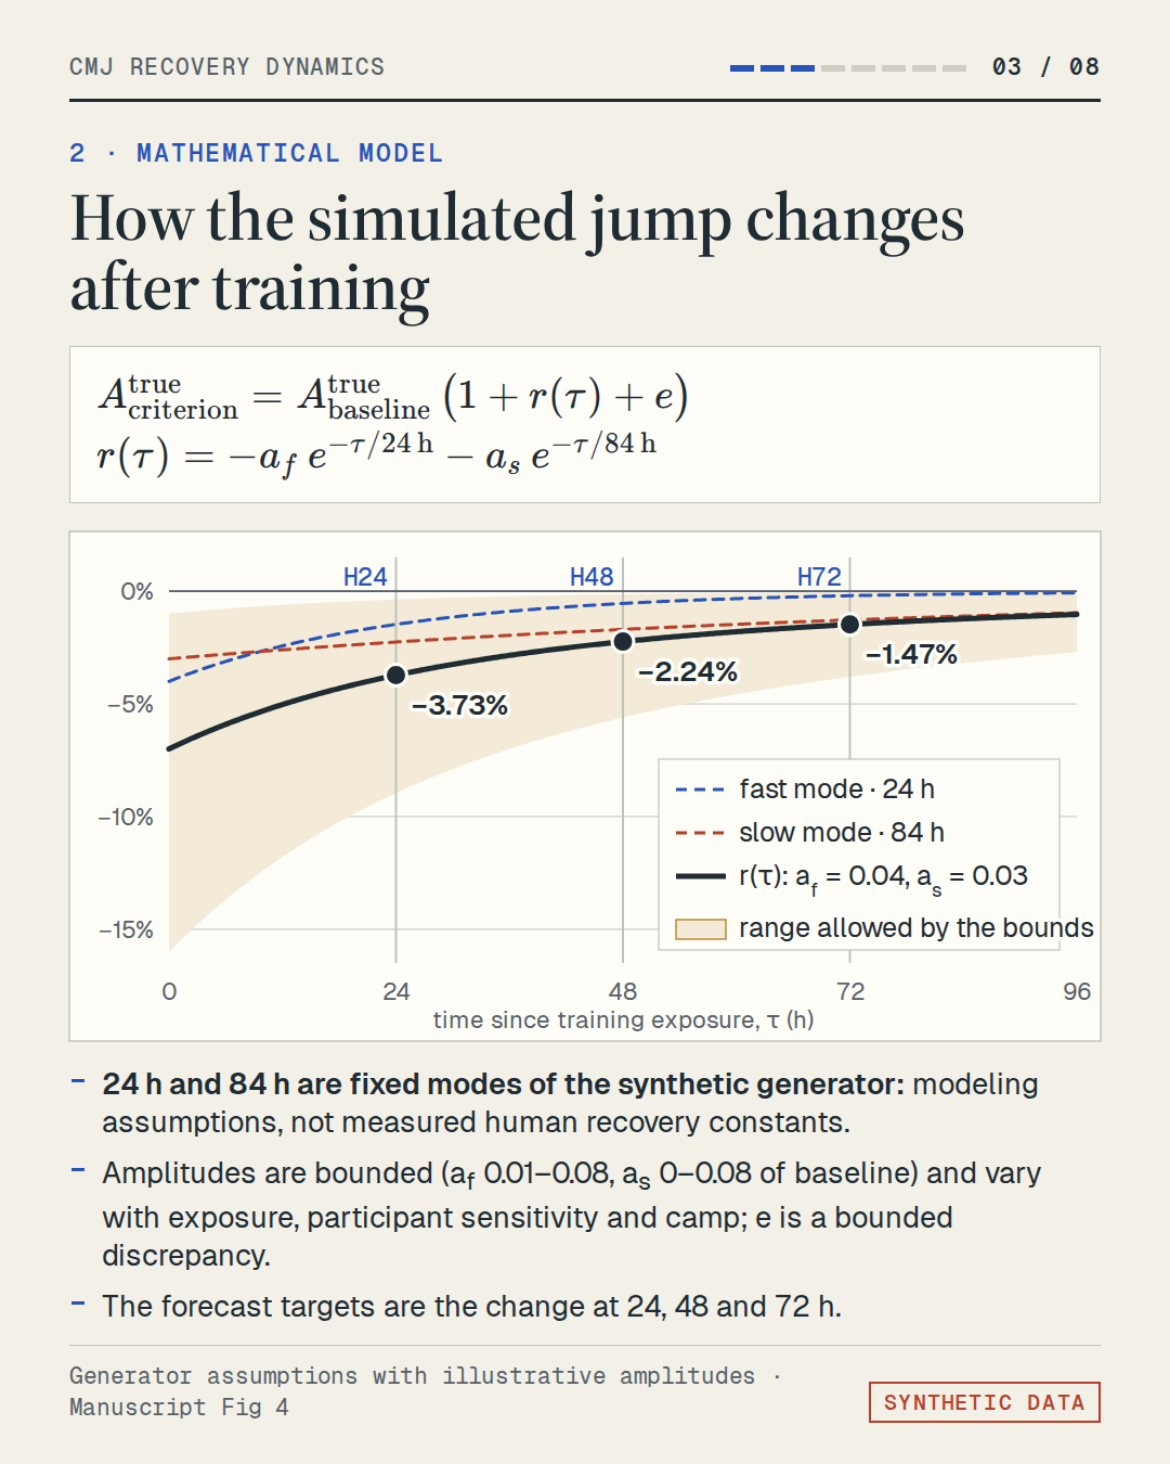 CMJ RECOVERY DYNAMICS
03 / 08
2 · MATHEMATICAL MODEL
How the simulated jump changes
after training
A^true_criterion = A^true_baseline (1 + r(τ) + e)
r(τ) = −a_f e^{−τ/24 h} − a_s e^{−τ/84 h}
H24 H48 H72
0%
−5%
−10%
−15%
−3.73%
−2.24%
−1.47%
fast mode · 24 h
slow mode · 84 h
r(τ): a_f = 0.04, a_s = 0.03
range allowed by the bounds
0 24 48 72 96
time since training exposure, τ (h)
– 24 h and 84 h are fixed modes of the synthetic generator: modeling
assumptions, not measured human recovery constants.
– Amplitudes are bounded (a_f 0.01–0.08, a_s 0–0.08 of baseline) and vary
with exposure, participant sensitivity and camp; e is a bounded
discrepancy.
– The forecast targets are the change at 24, 48 and 72 h.
Generator assumptions with illustrative amplitudes ·
Manuscript Fig 4
SYNTHETIC DATA